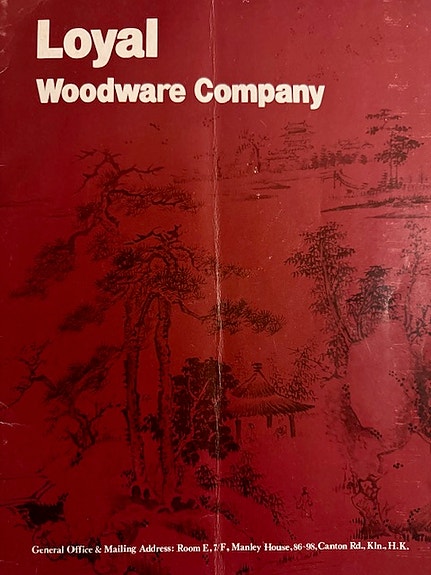 Loyal
Woodware Company
General Office & Mailing Address: Room E, 7/F, Manley House, 86-98, Canton Rd., Kln., H.K.